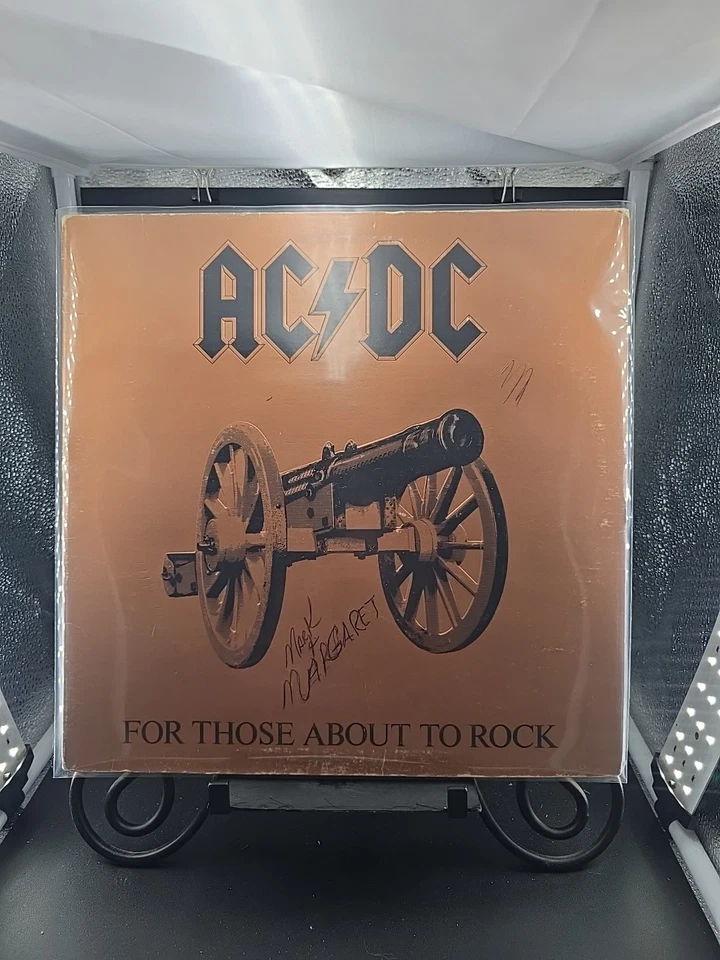 AC⚡DC
MARK
&
MARGARET
FOR THOSE ABOUT TO ROCK